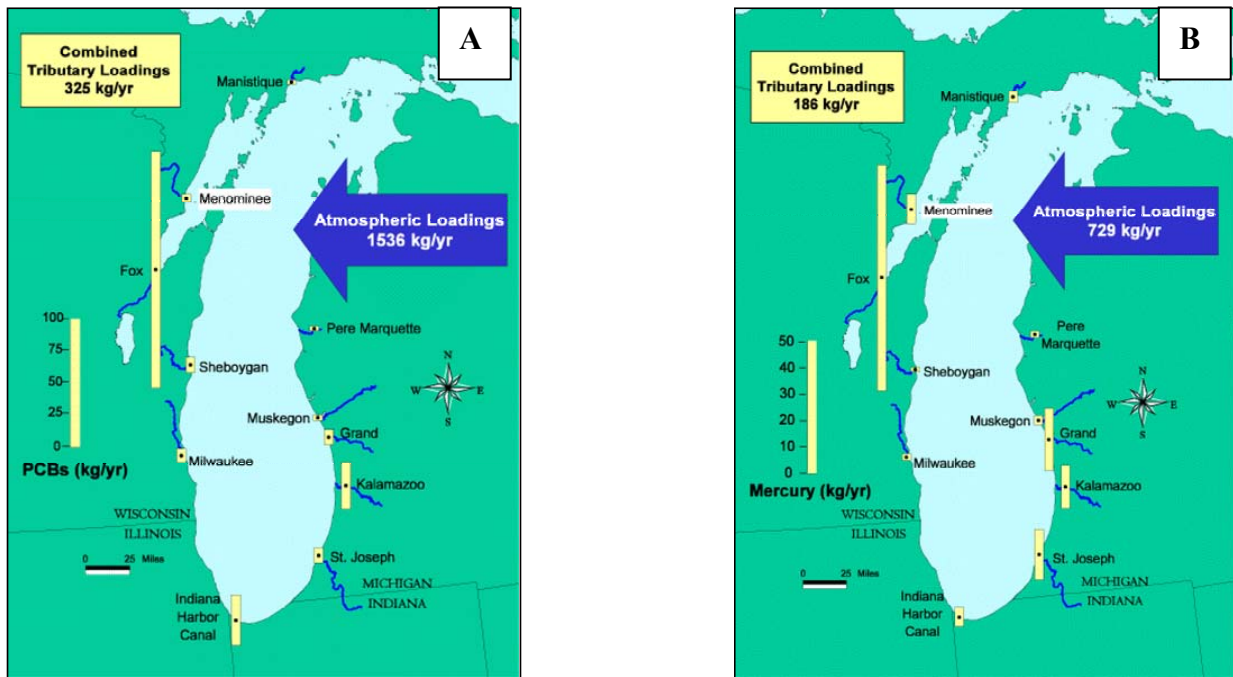 A
Combined
Tributary Loadings
325 kg/yr
Manistique
Menominee
Atmospheric Loadings
1536 kg/yr
Fox
100
75
50
25
0
PCBs (kg/yr)
Pere Marquette
Sheboygan
N
W
E
S
Muskegon
Grand
Milwaukee
Kalamazoo
WISCONSIN
ILLINOIS
0 25 Miles
St. Joseph
MICHIGAN
INDIANA
Indiana
Harbor
Canal
B
Combined
Tributary Loadings
186 kg/yr
Manistique
Menominee
Atmospheric Loadings
729 kg/yr
Fox
50
40
30
20
10
0
Mercury (kg/yr)
Pere
Marquette
Sheboygan
N
W
E
S
Muskegon
Grand
Milwaukee
Kalamazoo
WISCONSIN
ILLINOIS
0 25 Miles
St. Joseph
MICHIGAN
INDIANA
Indiana
Harbor
Canal